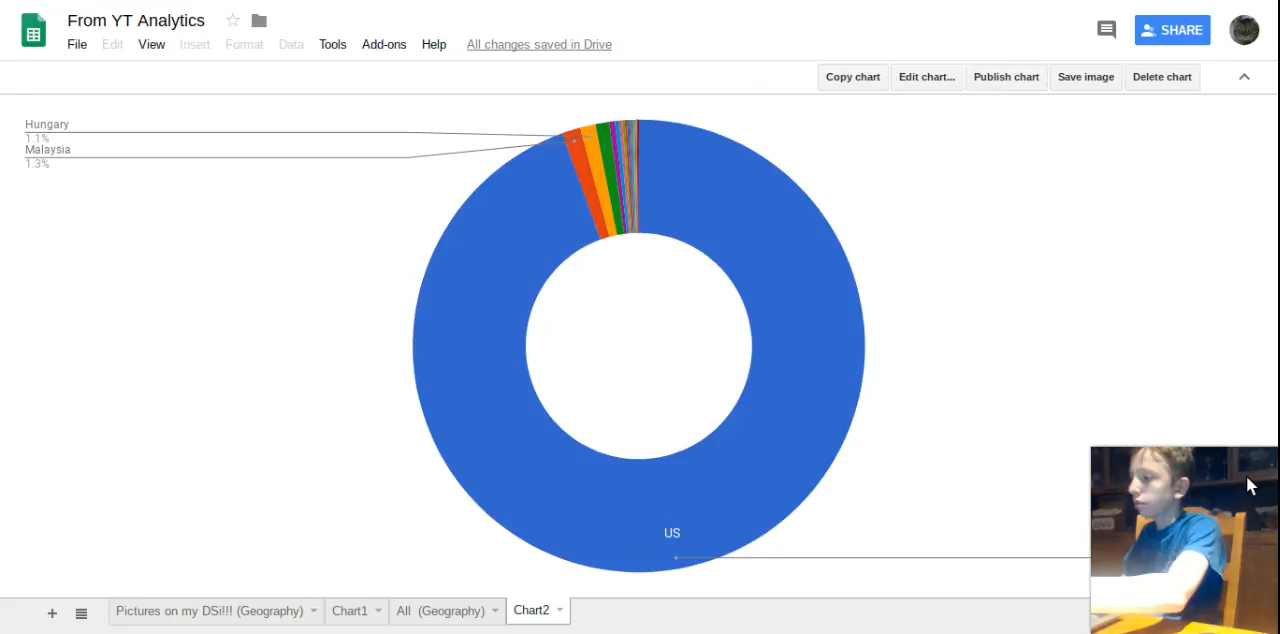 From YT Analytics
File Edit View Insert Format Data Tools Add-ons Help All changes saved in Drive
SHARE
Copy chart Edit chart... Publish chart Save image Delete chart
Hungary
1.1%
Malaysia
1.3%
US
Pictures on my DSi!!! (Geography) Chart1 All (Geography) Chart2